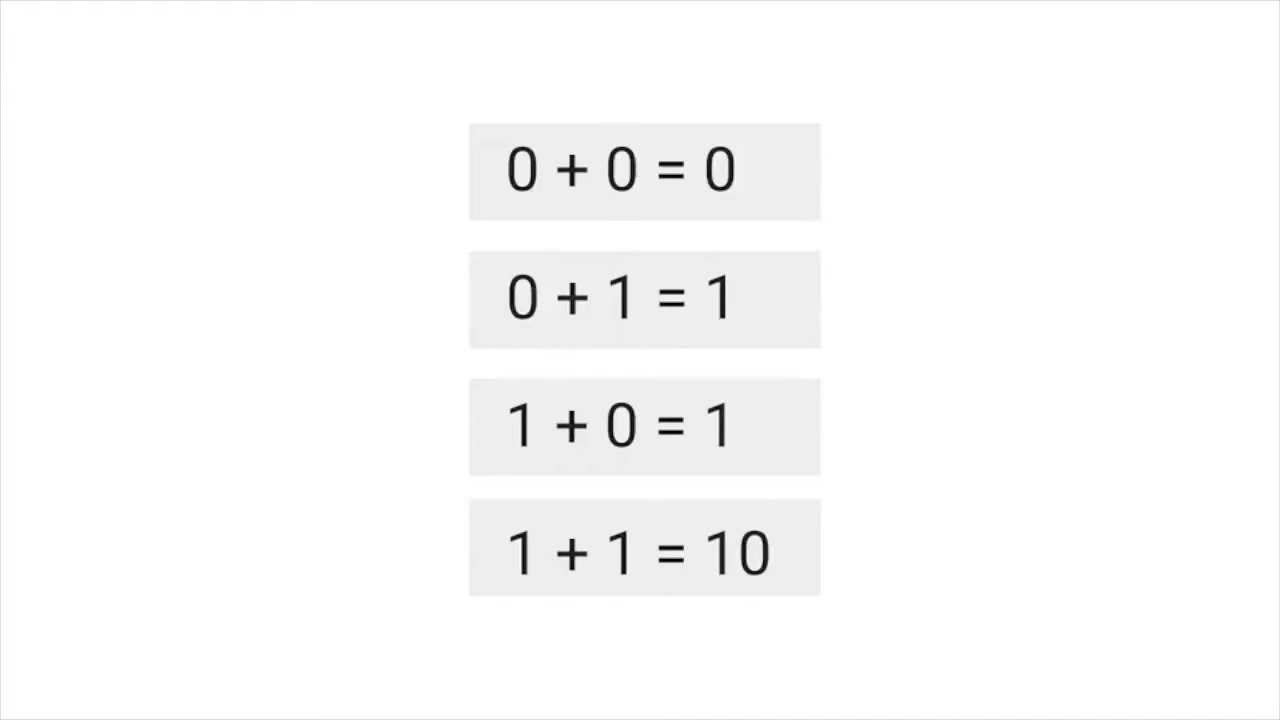 0 + 0 = 0
0 + 1 = 1
1 + 0 = 1
1 + 1 = 10